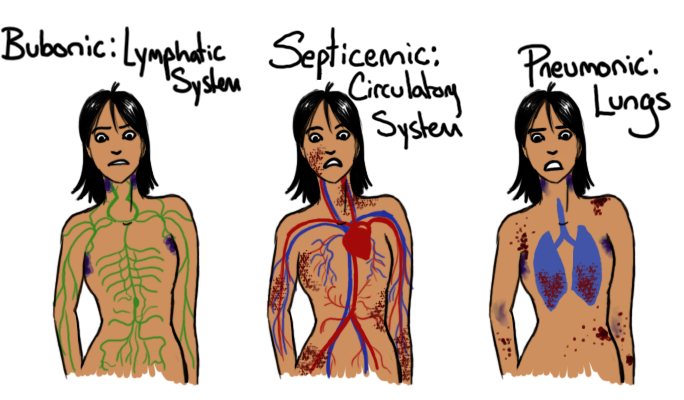 Bubonic: Lymphatic
System
Septicemic:
Circulatory
System
Pneumonic:
Lungs